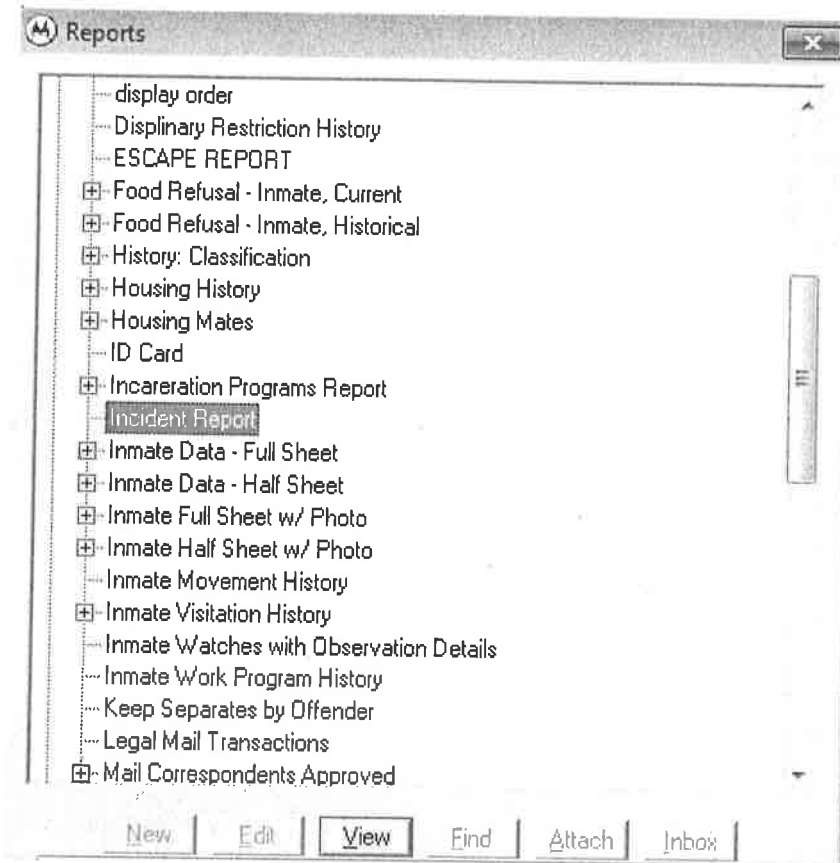 Reports
display order
Displinary Restriction History
ESCAPE REPORT
Food Refusal - Inmate, Current
Food Refusal - Inmate, Historical
History: Classification
Housing History
Housing Mates
ID Card
Incareration Programs Report
Incident Report
Inmate Data - Full Sheet
Inmate Data - Half Sheet
Inmate Full Sheet w/ Photo
Inmate Half Sheet w/ Photo
Inmate Movement History
Inmate Visitation History
Inmate Watches with Observation Details
Inmate Work Program History
Keep Separates by Offender
Legal Mail Transactions
Mail Correspondents Approved
New Edit View Find Attach Inbox